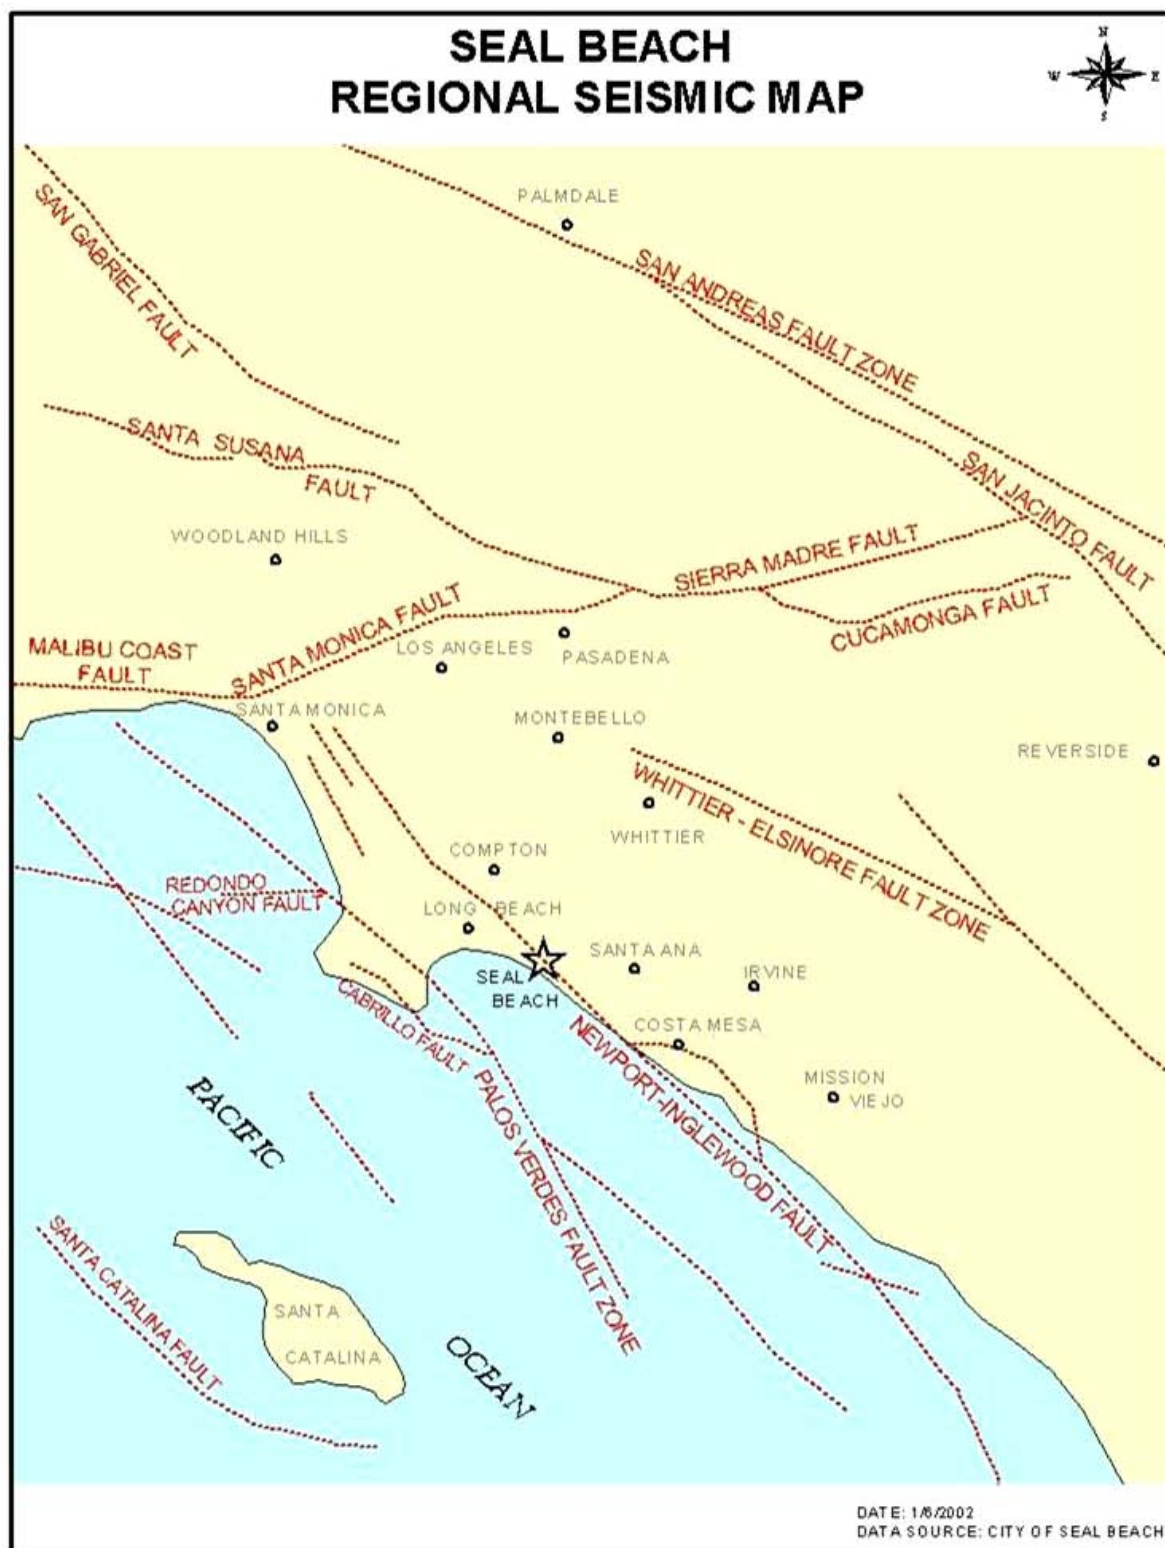 SEAL BEACH
REGIONAL SEISMIC MAP
N
W
E
S
PALMDALE
SAN GABRIEL FAULT
SAN ANDREAS FAULT ZONE
SANTA SUSANA
FAULT
SAN JACINTO FAULT
WOODLAND HILLS
SIERRA MADRE FAULT
CUCAMONGA FAULT
SANTA MONICA FAULT
MALIBU COAST
FAULT
LOS ANGELES
PASADENA
SANTA MONICA
MONTEBELLO
REVERSIDE
WHITTIER - ELSINORE FAULT ZONE
WHITTIER
COMPTON
REDONDO
CANYON FAULT
LONG BEACH
SANTA ANA
IRVINE
SEAL
BEACH
CABRILLO FAULT
COSTA MESA
NEWPORT-INGLEWOOD FAULT
MISSION
VIEJO
PALOS VERDES FAULT ZONE
PACIFIC
SANTA CATALINA FAULT
SANTA
CATALINA
OCEAN
DATE: 1/6/2002
DATA SOURCE: CITY OF SEAL BEACH